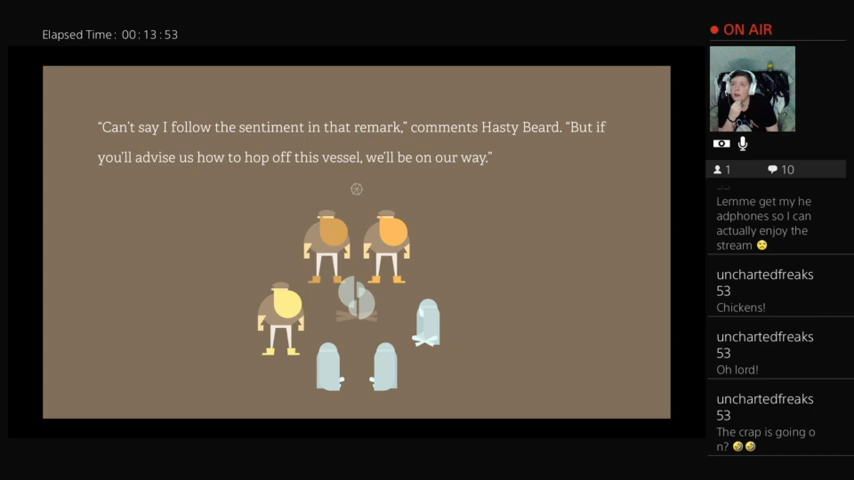 Elapsed Time: 00:13:53
ON AIR
“Can’t say I follow the sentiment in that remark,” comments Hasty Beard. “But if
you’ll advise us how to hop off this vessel, we’ll be on our way.”
1
10
Lemme get my he
adphones so I can
actually enjoy the
stream
unchartedfreaks
53
Chickens!
unchartedfreaks
53
Oh lord!
unchartedfreaks
53
The crap is going o
n?